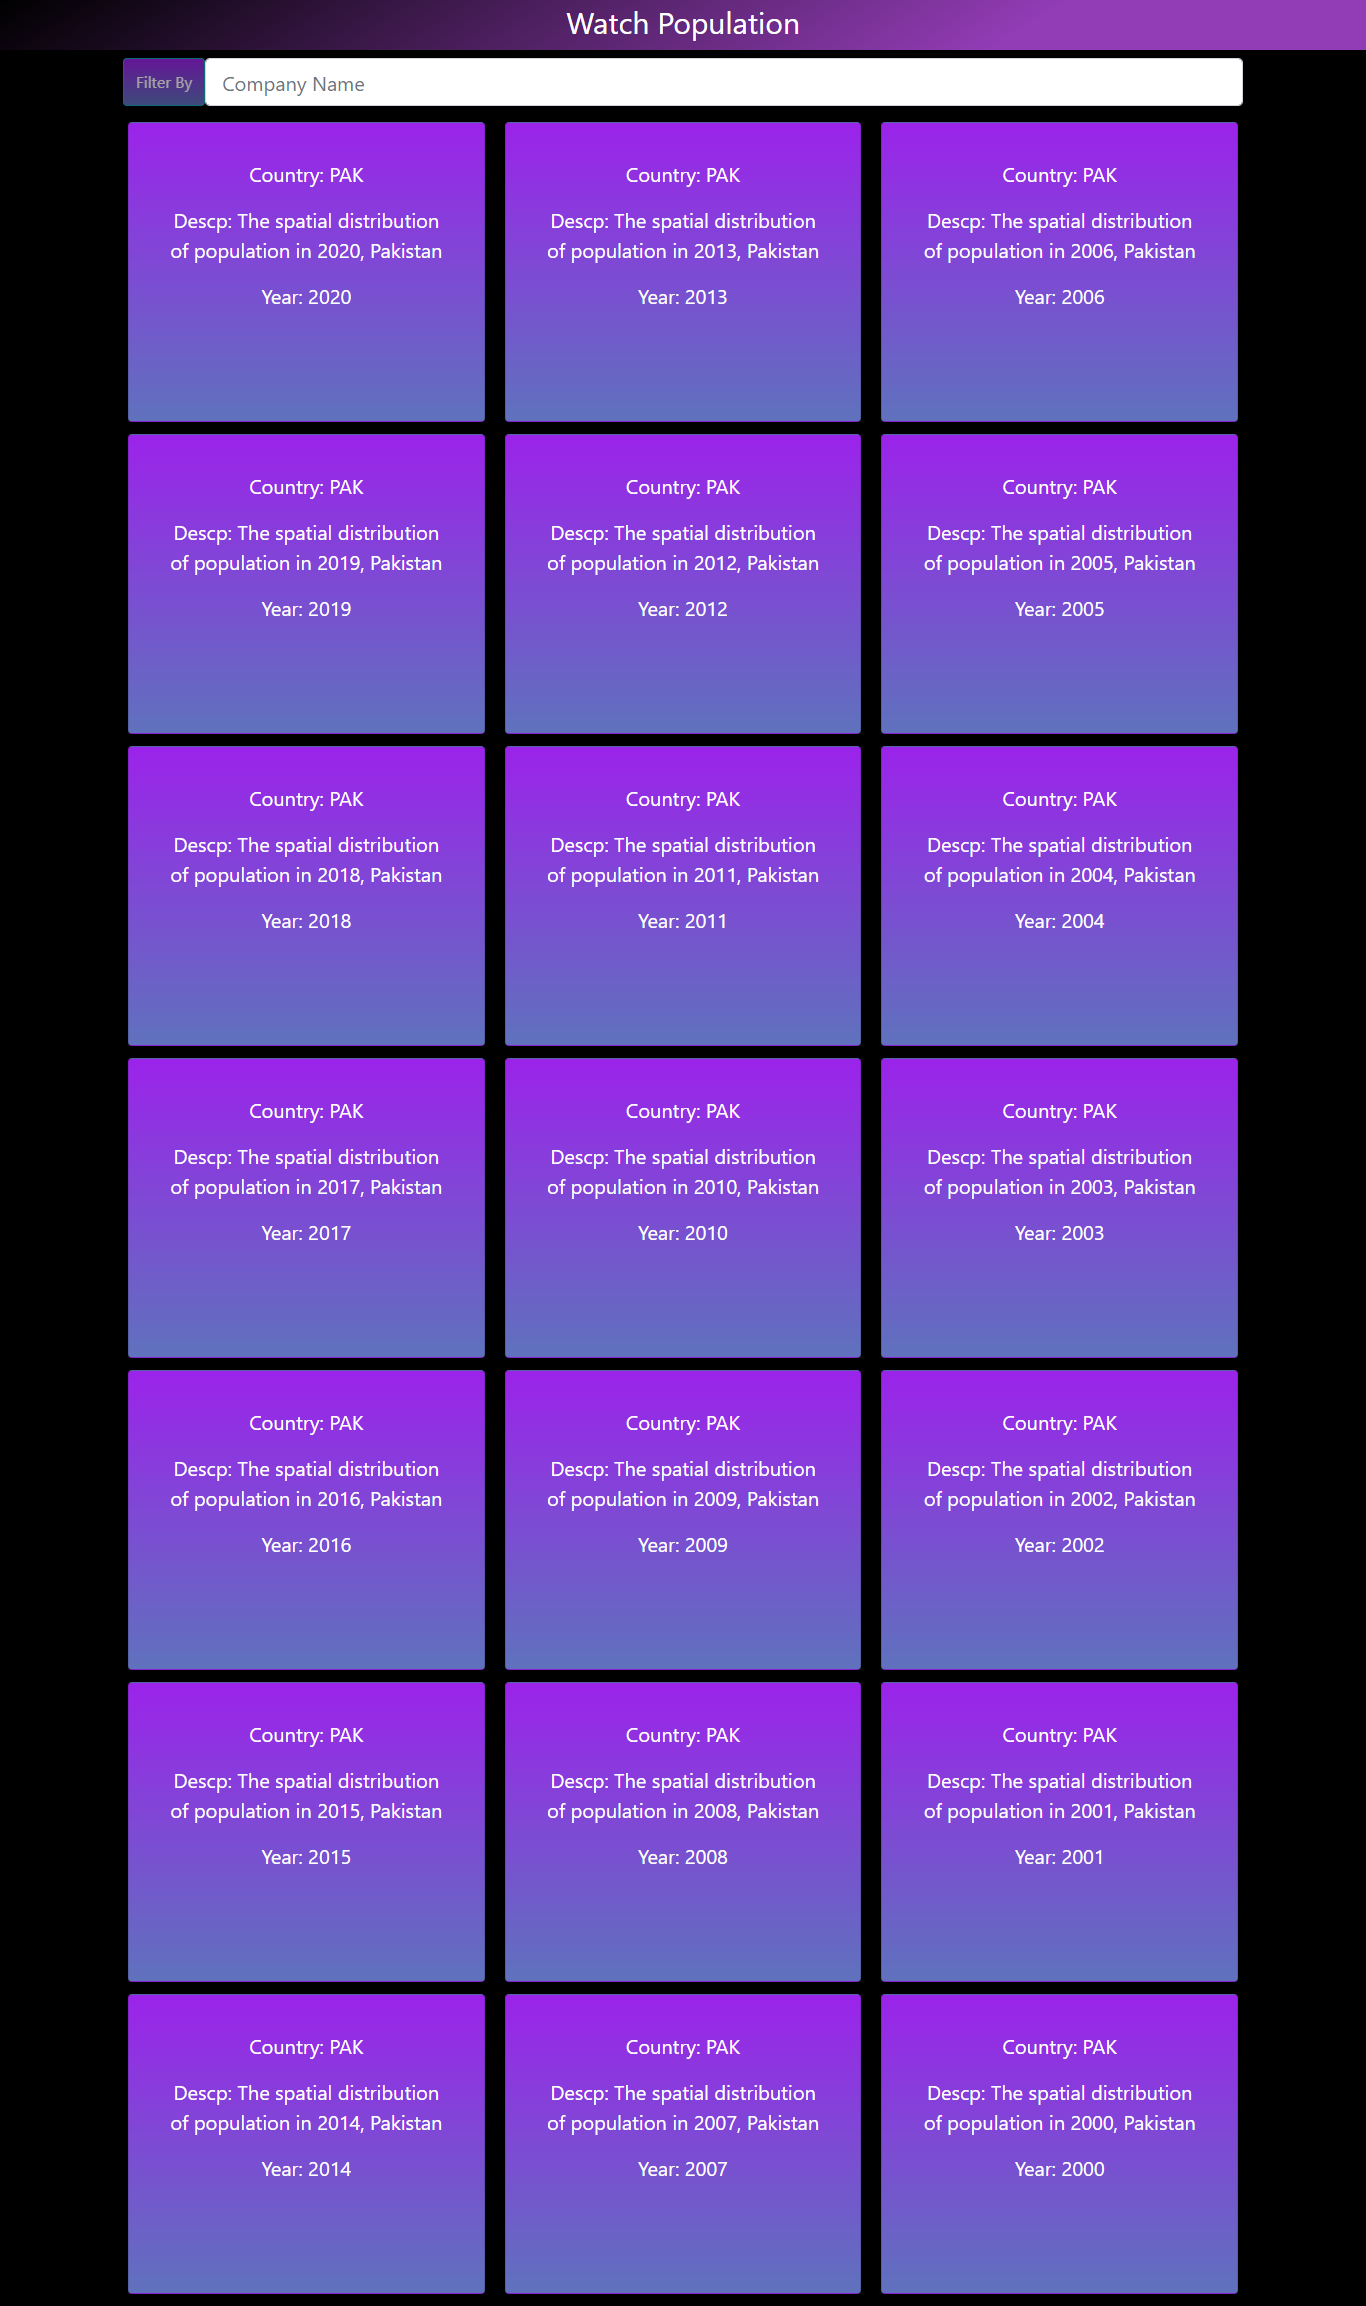 Watch Population
Filter By
Company Name
Country: PAK
Descp: The spatial distribution
of population in 2020, Pakistan
Year: 2020
Country: PAK
Descp: The spatial distribution
of population in 2013, Pakistan
Year: 2013
Country: PAK
Descp: The spatial distribution
of population in 2006, Pakistan
Year: 2006
Country: PAK
Descp: The spatial distribution
of population in 2019, Pakistan
Year: 2019
Country: PAK
Descp: The spatial distribution
of population in 2012, Pakistan
Year: 2012
Country: PAK
Descp: The spatial distribution
of population in 2005, Pakistan
Year: 2005
Country: PAK
Descp: The spatial distribution
of population in 2018, Pakistan
Year: 2018
Country: PAK
Descp: The spatial distribution
of population in 2011, Pakistan
Year: 2011
Country: PAK
Descp: The spatial distribution
of population in 2004, Pakistan
Year: 2004
Country: PAK
Descp: The spatial distribution
of population in 2017, Pakistan
Year: 2017
Country: PAK
Descp: The spatial distribution
of population in 2010, Pakistan
Year: 2010
Country: PAK
Descp: The spatial distribution
of population in 2003, Pakistan
Year: 2003
Country: PAK
Descp: The spatial distribution
of population in 2016, Pakistan
Year: 2016
Country: PAK
Descp: The spatial distribution
of population in 2009, Pakistan
Year: 2009
Country: PAK
Descp: The spatial distribution
of population in 2002, Pakistan
Year: 2002
Country: PAK
Descp: The spatial distribution
of population in 2015, Pakistan
Year: 2015
Country: PAK
Descp: The spatial distribution
of population in 2008, Pakistan
Year: 2008
Country: PAK
Descp: The spatial distribution
of population in 2001, Pakistan
Year: 2001
Country: PAK
Descp: The spatial distribution
of population in 2014, Pakistan
Year: 2014
Country: PAK
Descp: The spatial distribution
of population in 2007, Pakistan
Year: 2007
Country: PAK
Descp: The spatial distribution
of population in 2000, Pakistan
Year: 2000